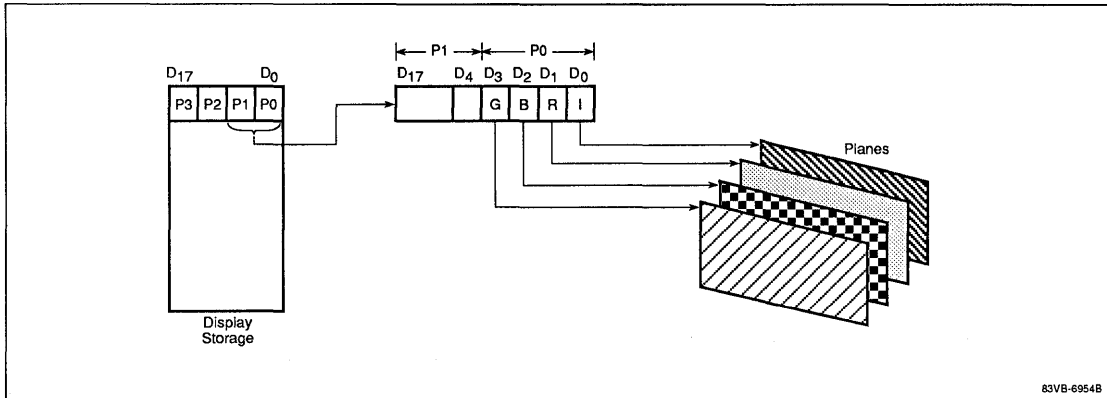 P1 P0
D17 D0 D17 D4 D3 D2 D1 D0
P3 P2 P1 P0 G B R I
Planes
Display
Storage
83VB-6954B